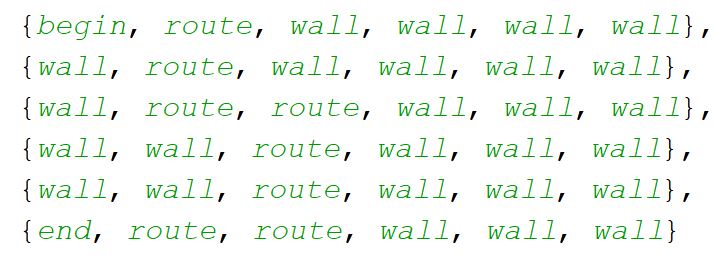 {begin, route, wall, wall, wall, wall},
{wall, route, wall, wall, wall, wall},
{wall, route, route, wall, wall, wall},
{wall, wall, route, wall, wall, wall},
{wall, wall, route, wall, wall, wall},
{end, route, route, wall, wall, wall}